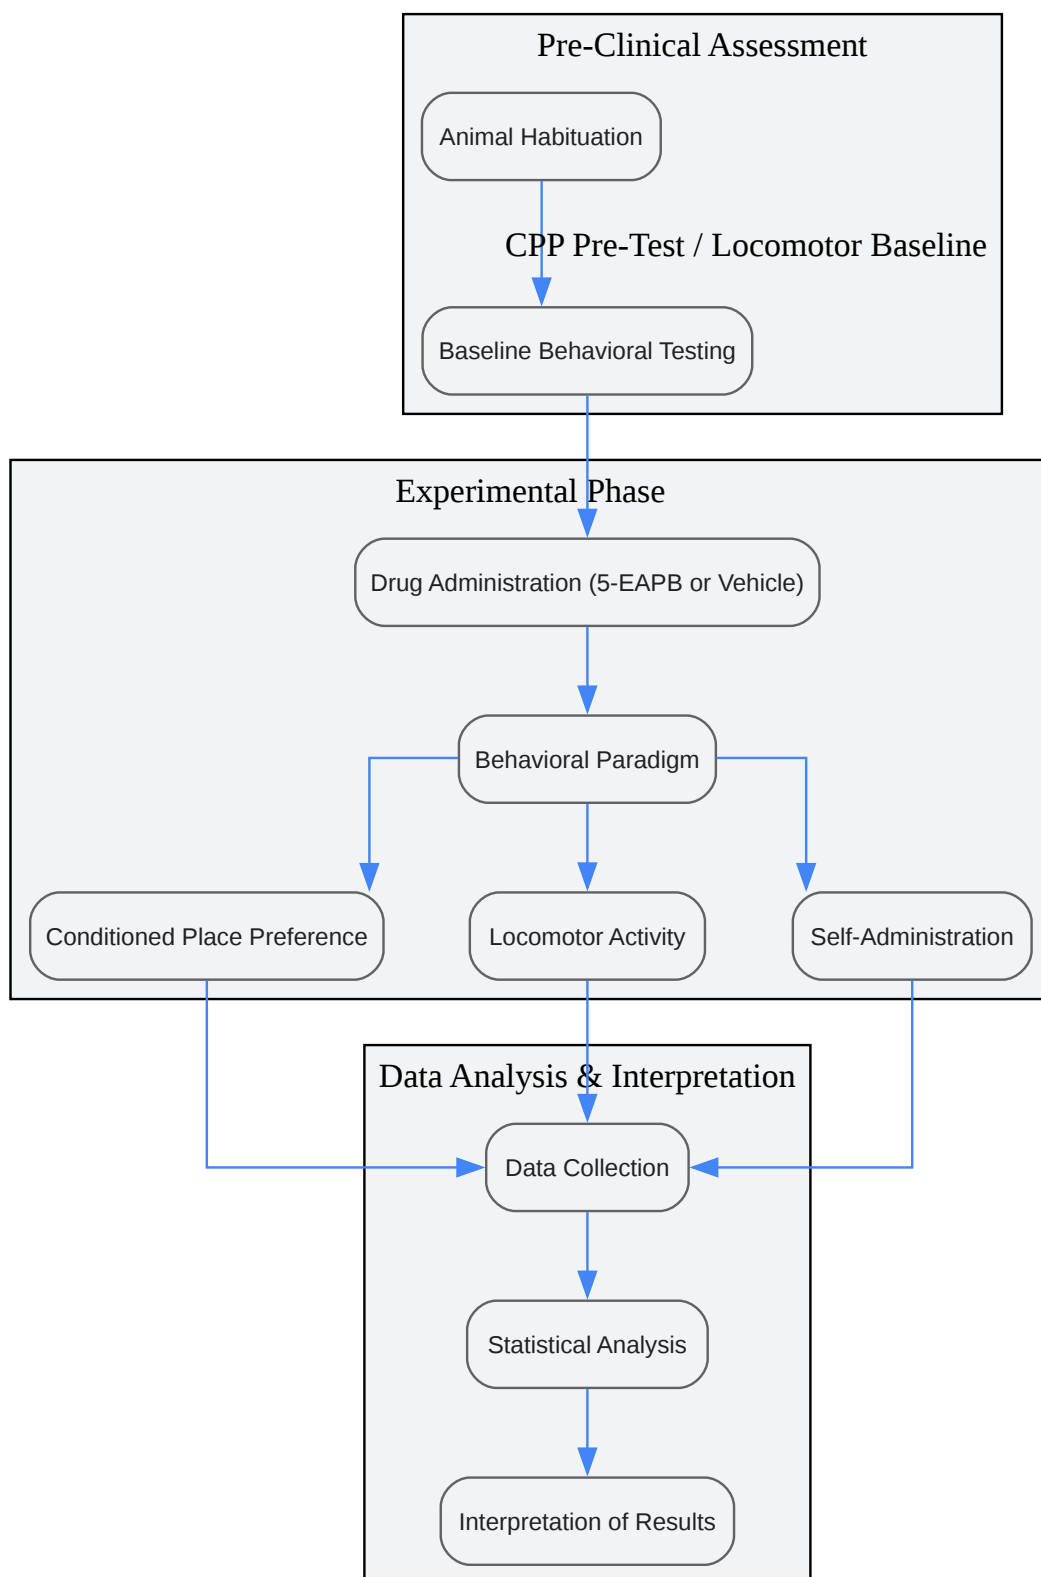 Pre-Clinical Assessment
Animal Habituation
CPP Pre-Test / Locomotor Baseline
Baseline Behavioral Testing
Experimental Phase
Drug Administration (5-EAPB or Vehicle)
Behavioral Paradigm
Conditioned Place Preference
Locomotor Activity
Self-Administration
Data Analysis & Interpretation
Data Collection
Statistical Analysis
Interpretation of Results